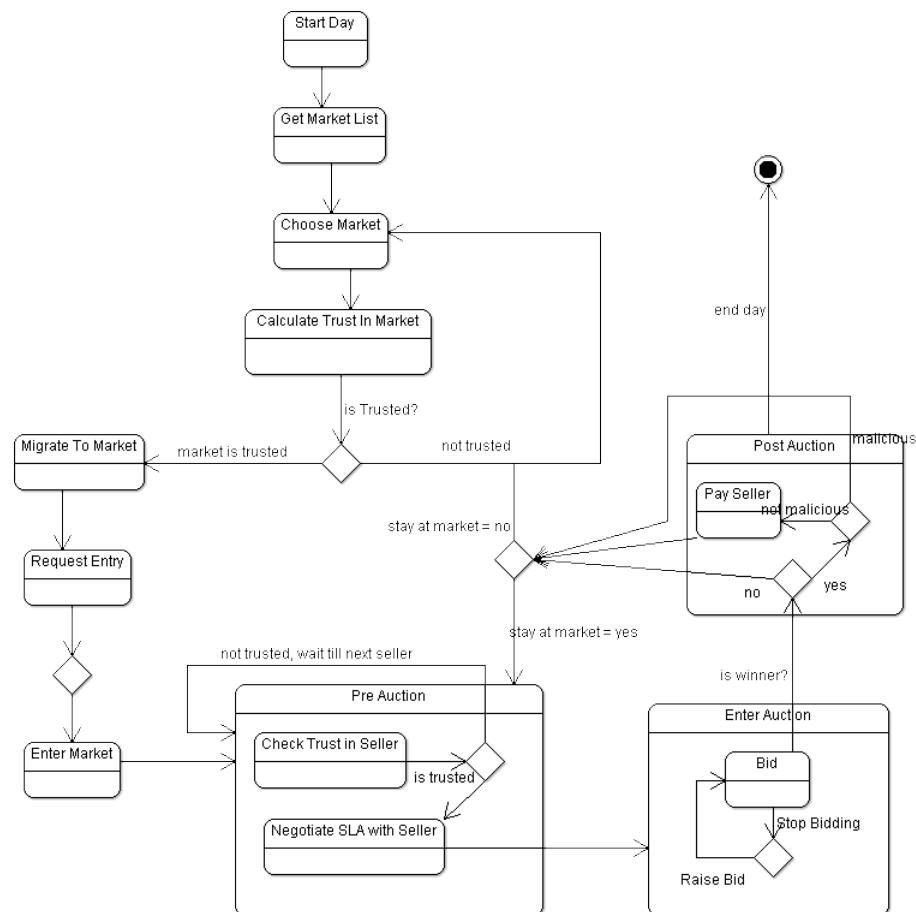 Start Day
Get Market List
Choose Market
Calculate Trust In Market
end day
is Trusted?
Migrate To Market
market is trusted
not trusted
malicious
Post Auction
Pay Seller
not malicious
stay at market = no
Request Entry
no
yes
stay at market = yes
not trusted, wait till next seller
is winner?
Pre Auction
Enter Auction
Check Trust in Seller
Enter Market
Bid
is trusted
Negotiate SLA with Seller
Stop Bidding
Raise Bid